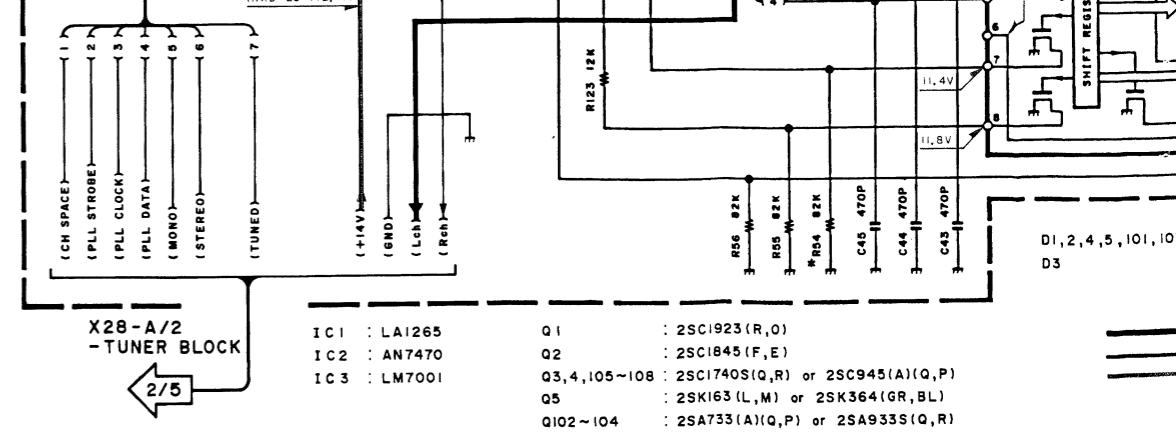 1
2
3
4
5
6
7
(CH SPACE)
(PLL STROBE)
(PLL CLOCK)
(PLL DATA)
(MONO)
(STEREO)
(TUNED)
(+14V)
(GND)
(Lch)
(Rch)
R123 12K
4
6
7
8
11.4V
11.8V
SHIFT REGIS
R56 82K
R55 82K
*R54 82K
C45 470P
C44 470P
C43 470P
D1,2,4,5,101,10
D3
X28-A/2
-TUNER BLOCK
2/5
IC1 : LA1265
IC2 : AN7470
IC3 : LM7001
Q1 : 2SC1923(R,O)
Q2 : 2SC1845(F,E)
Q3,4,105~108 : 2SC1740S(Q,R) or 2SC945(A)(Q,P)
Q5 : 2SK163(L,M) or 2SK364(GR,BL)
Q102~104 : 2SA733(A)(Q,P) or 2SA933S(Q,R)